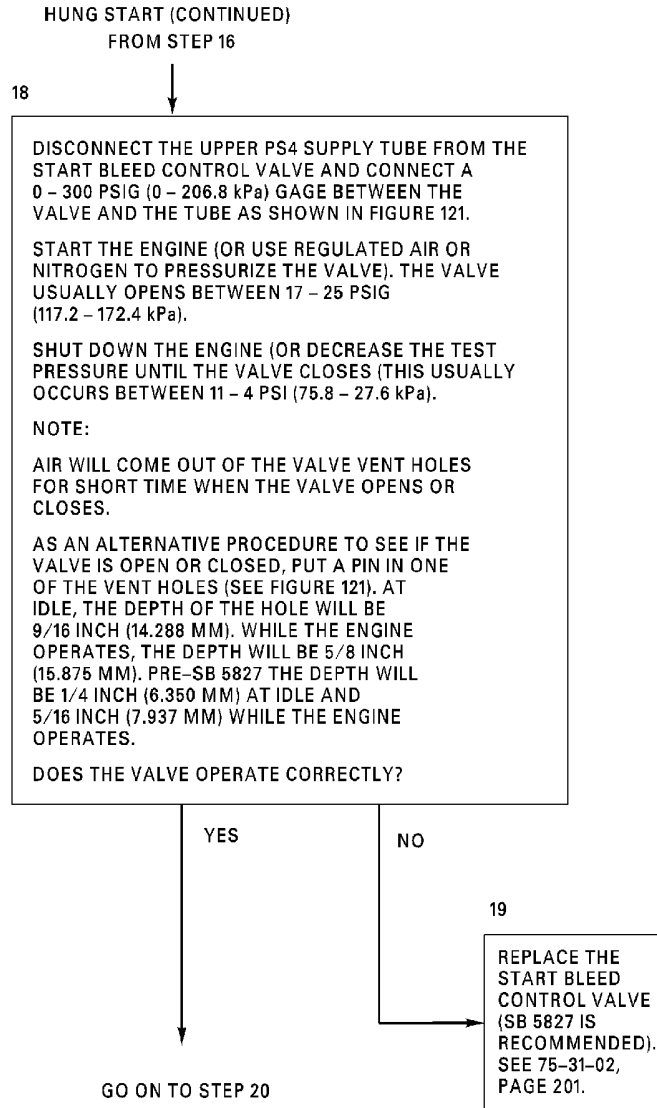 HUNG START (CONTINUED)
FROM STEP 16
18
DISCONNECT THE UPPER PS4 SUPPLY TUBE FROM THE
START BLEED CONTROL VALVE AND CONNECT A
0 – 300 PSIG (0 – 206.8 kPa) GAGE BETWEEN THE
VALVE AND THE TUBE AS SHOWN IN FIGURE 121.
START THE ENGINE (OR USE REGULATED AIR OR
NITROGEN TO PRESSURIZE THE VALVE). THE VALVE
USUALLY OPENS BETWEEN 17 – 25 PSIG
(117.2 – 172.4 kPa).
SHUT DOWN THE ENGINE (OR DECREASE THE TEST
PRESSURE UNTIL THE VALVE CLOSES (THIS USUALLY
OCCURS BETWEEN 11 – 4 PSI (75.8 – 27.6 kPa).
NOTE:
AIR WILL COME OUT OF THE VALVE VENT HOLES
FOR SHORT TIME WHEN THE VALVE OPENS OR
CLOSES.
AS AN ALTERNATIVE PROCEDURE TO SEE IF THE
VALVE IS OPEN OR CLOSED, PUT A PIN IN ONE
OF THE VENT HOLES (SEE FIGURE 121). AT
IDLE, THE DEPTH OF THE HOLE WILL BE
9/16 INCH (14.288 MM). WHILE THE ENGINE
OPERATES, THE DEPTH WILL BE 5/8 INCH
(15.875 MM). PRE–SB 5827 THE DEPTH WILL
BE 1/4 INCH (6.350 MM) AT IDLE AND
5/16 INCH (7.937 MM) WHILE THE ENGINE
OPERATES.
DOES THE VALVE OPERATE CORRECTLY?
YES
NO
19
REPLACE THE
START BLEED
CONTROL VALVE
(SB 5827 IS
RECOMMENDED).
SEE 75–31–02,
PAGE 201.
GO ON TO STEP 20